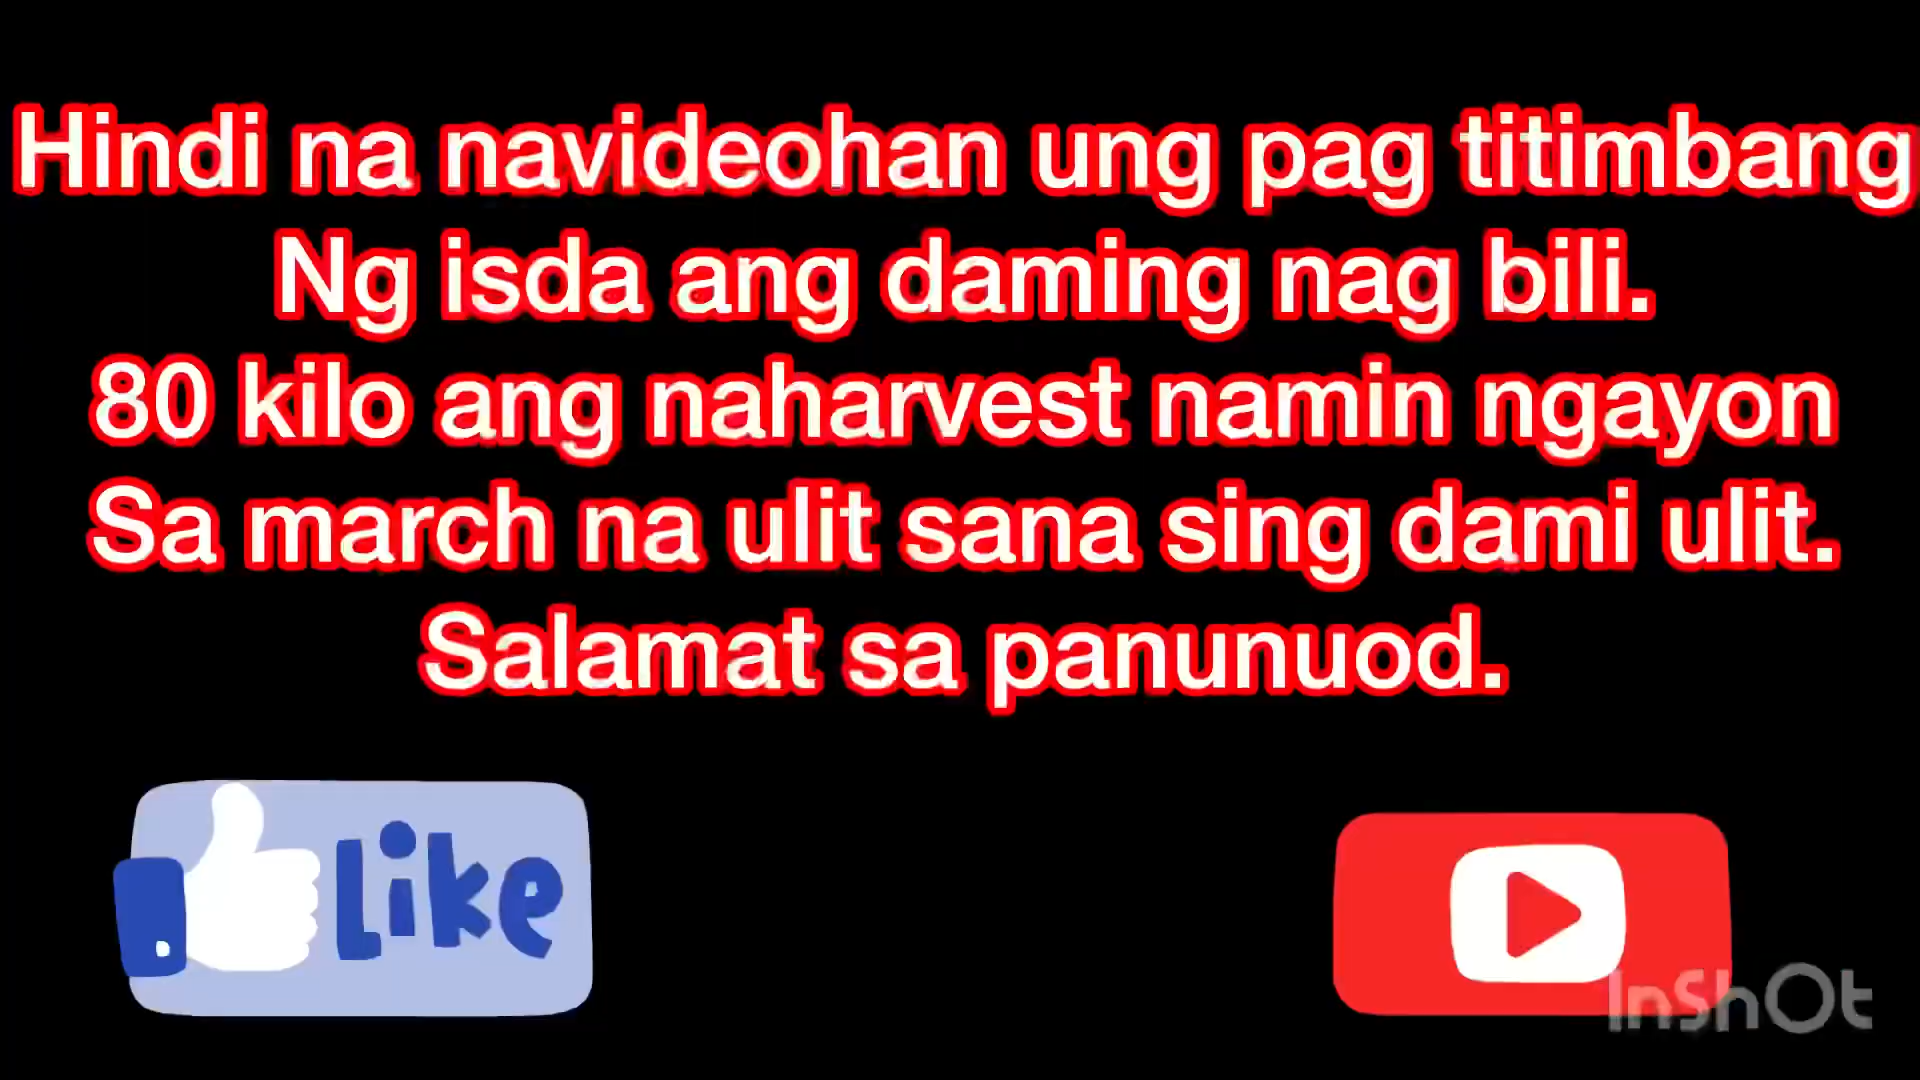 Hindi na navideohan ung pag titimbang
Ng isda ang daming nag bili.
80 kilo ang naharvest namin ngayon
Sa march na ulit sana sing dami ulit.
Salamat sa panunuod.
Like
InShOt